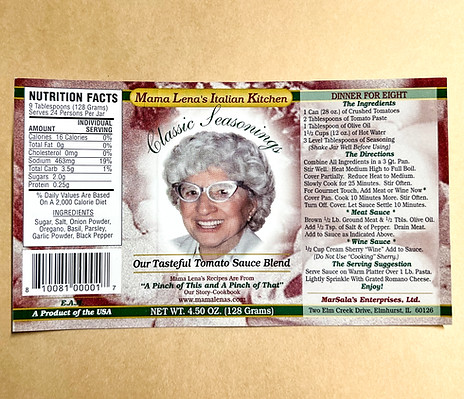 NUTRITION FACTS
9 Tablespoons (128 Grams)
Serves 24 Persons Per Jar
INDIVIDUAL
AMOUNT SERVING
Calories 16 Calories 0%
Total Fat 0g 0%
Cholesterol 0mg 0%
Sodium 463mg 19%
Total Carb 3.5g 1%
Sugars 2.0g
Protein 0.25g
% Daily Values Are Based
On A 2,000 Calorie Diet
INGREDIENTS
Sugar, Salt, Onion Powder,
Oregano, Basil, Parsley,
Garlic Powder, Black Pepper
8 10081 00001 7
E.A.
A Product of the USA
Mama Lena's Italian Kitchen
Classic Seasonings
Our Tasteful Tomato Sauce Blend
Mama Lena's Recipes Are From
"A Pinch of This and A Pinch of That"
Our Story-Cookbook
www.mamalenas.com
NET WT. 4.50 OZ. (128 Grams)
DINNER FOR EIGHT
The Ingredients
1 Can (28 oz.) of Crushed Tomatoes
2 Tablespoons of Tomato Paste
1 Tablespoon of Olive Oil
1½ Cups (12 oz.) of Hot Water
3 Level Tablespoons of Seasoning
(Shake Jar Well Before Using)
The Directions
Combine All Ingredients in a 3 Qt. Pan.
Stir Well. Heat Medium High to Full Boil.
Cover Partially. Reduce Heat to Medium.
Slowly Cook for 25 Minutes. Stir Often.
For Gourmet Touch, Add Meat or Wine Now*
Cover Pan. Cook 10 Minutes More. Stir Often.
Turn Off. Cover. Let Sauce Settle 10 Minutes.
* Meat Sauce *
Brown ½ Lb. Ground Meat & ½ Tbls. Olive Oil.
Add ½ Tsp. of Salt & of Pepper. Drain Meat.
Add to Sauce as Indicated Above.
*Wine Sauce *
½ Cup Cream Sherry "Wine" Add to Sauce.
(Do Not Use "Cooking" Sherry.)
The Serving Suggestion
Serve Sauce on Warm Platter Over 1 Lb. Pasta.
Lightly Sprinkle With Grated Romano Cheese.
Enjoy!
MarSala's Enterprises, Ltd.
Two Elm Creek Drive, Elmhurst, IL 60126